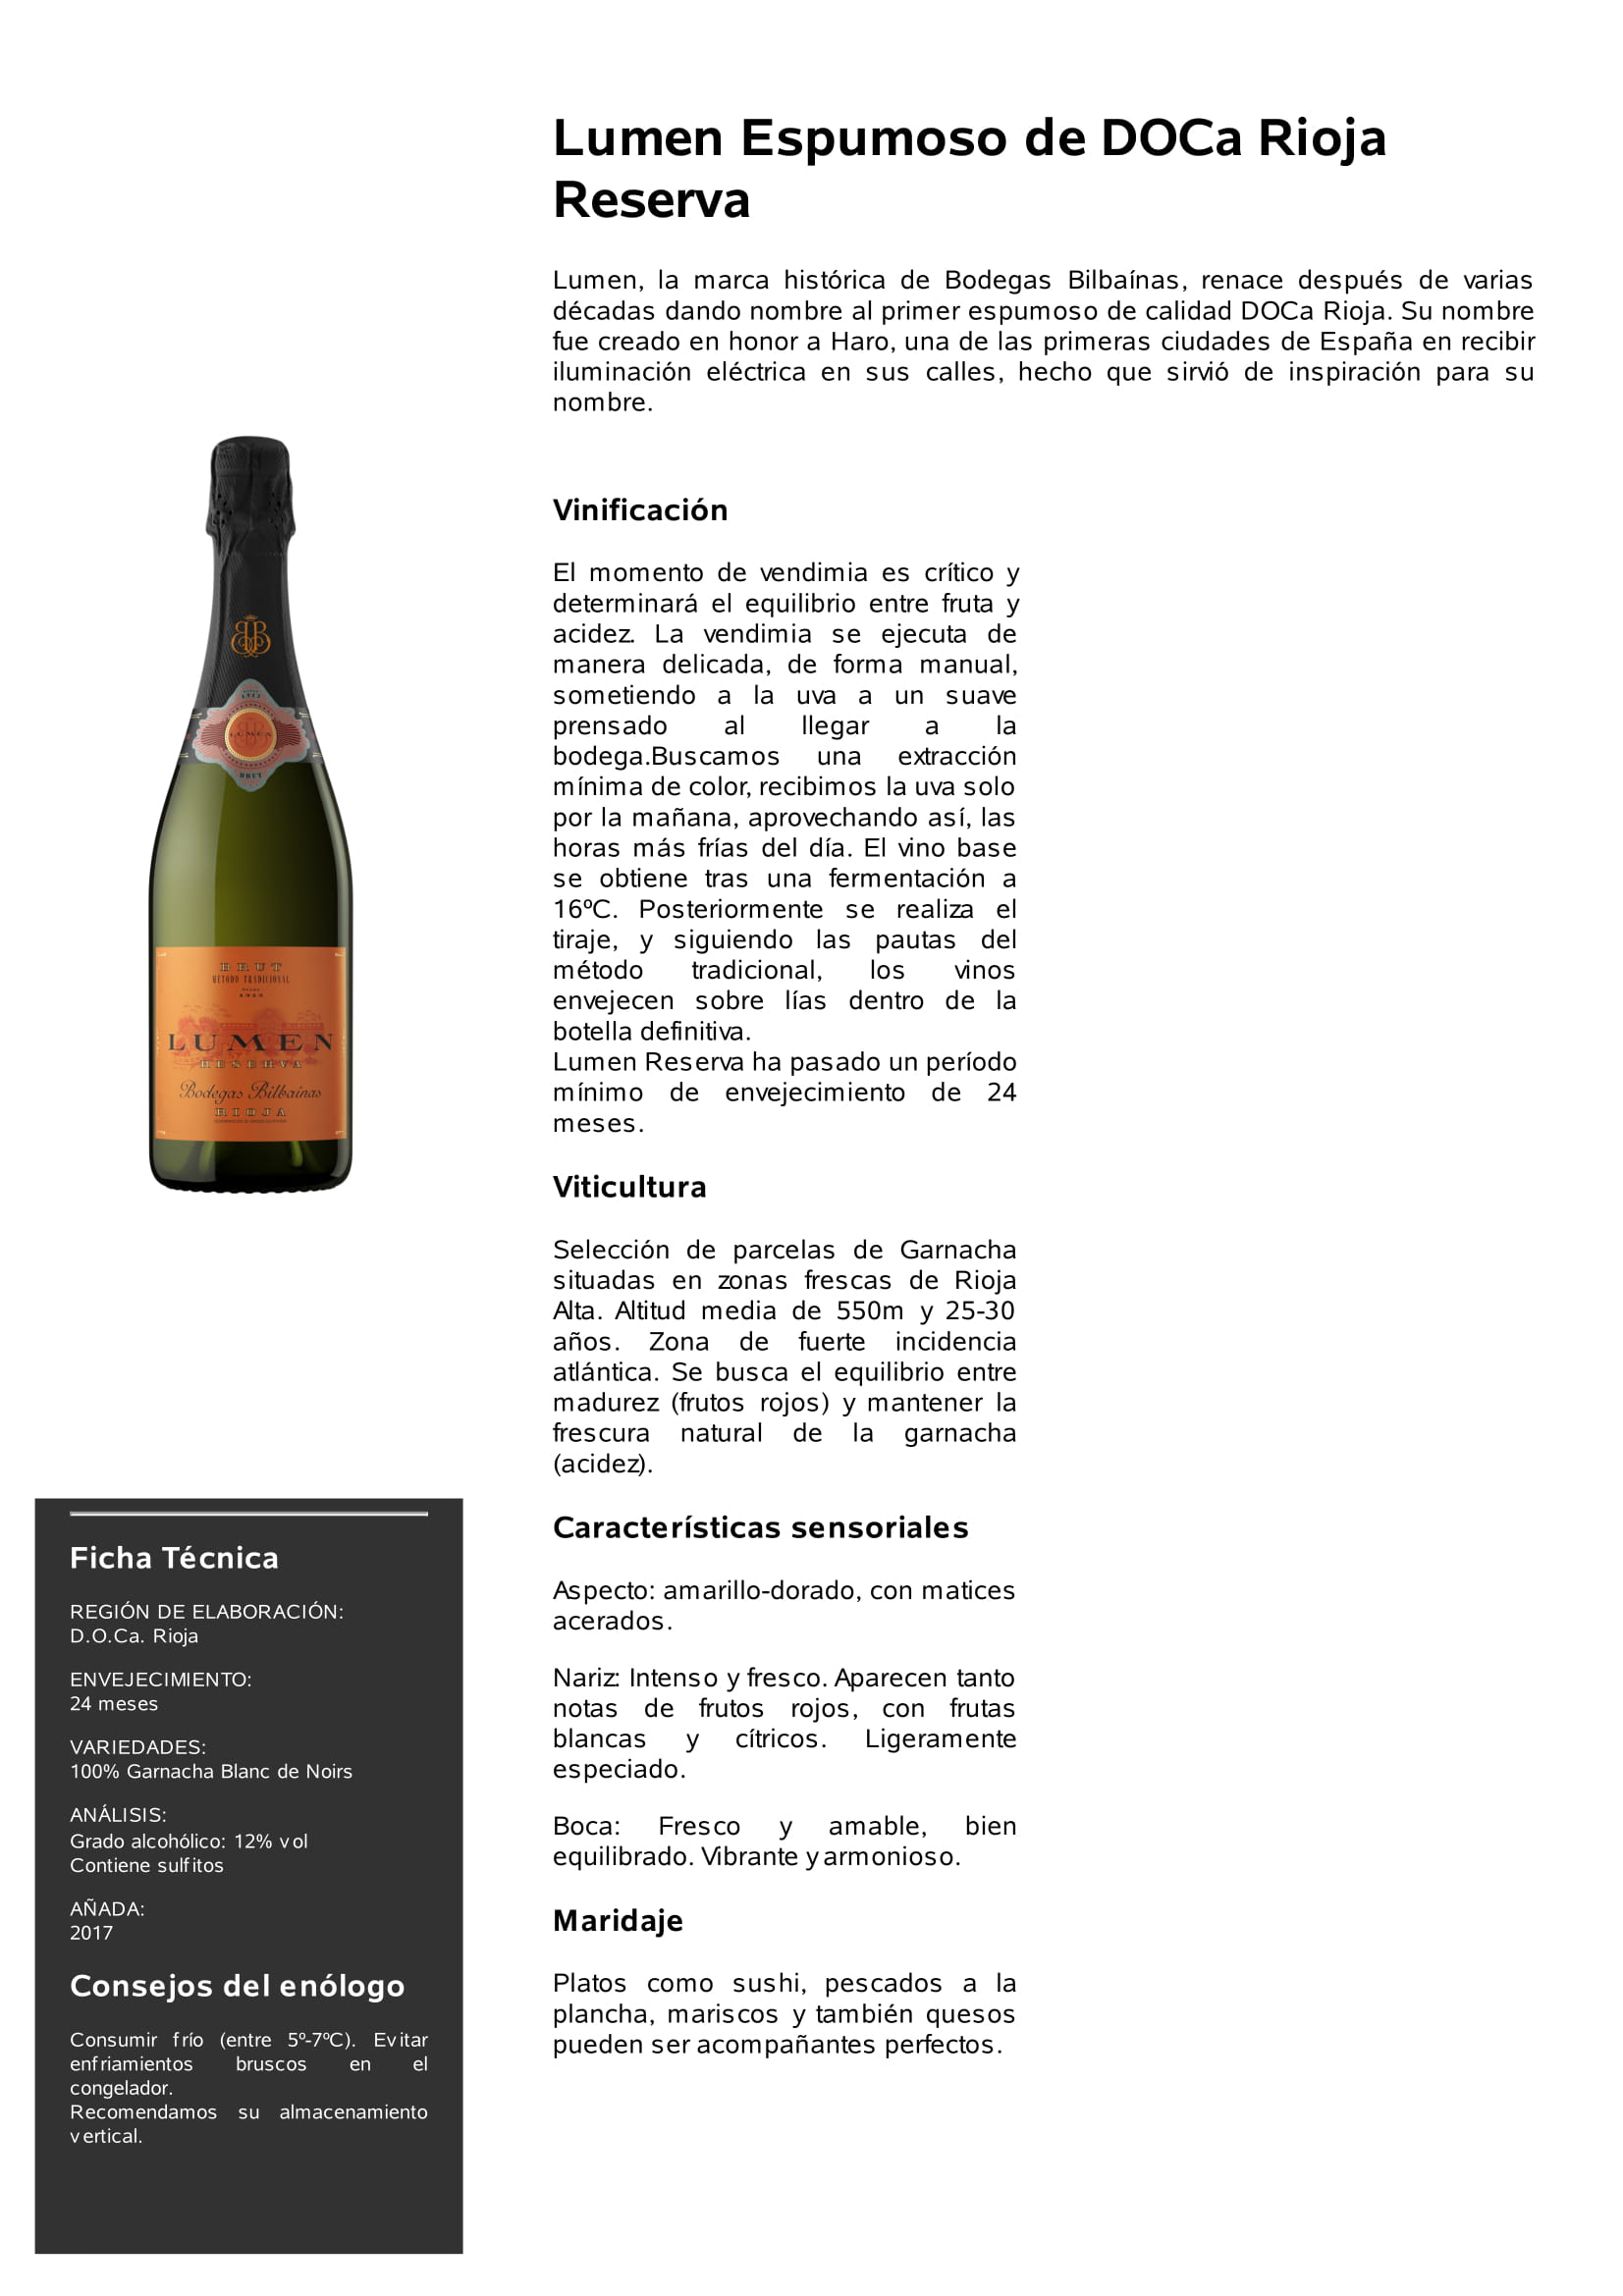 Lumen Espumoso de DOCa Rioja
Reserva
Lumen, la marca histórica de Bodegas Bilbaínas, renace después de varias
décadas dando nombre al primer espumoso de calidad DOCa Rioja. Su nombre
fue creado en honor a Haro, una de las primeras ciudades de España en recibir
iluminación eléctrica en sus calles, hecho que sirvió de inspiración para su
nombre.
BRUT
LUMEN
BRUT
BRUT
METODO TRADICIONAL
LUMEN
RESERVA
Bodegas Bilbaínas
RIOJA
Vinificación
El momento de vendimia es crítico y
determinará el equilibrio entre fruta y
acidez. La vendimia se ejecuta de
manera delicada, de forma manual,
sometiendo a la uva a un suave
prensado al llegar a la
bodega.Buscamos una extracción
mínima de color, recibimos la uva solo
por la mañana, aprovechando así, las
horas más frías del día. El vino base
se obtiene tras una fermentación a
16ºC. Posteriormente se realiza el
tiraje, y siguiendo las pautas del
método tradicional, los vinos
envejecen sobre lías dentro de la
botella definitiva.
Lumen Reserva ha pasado un período
mínimo de envejecimiento de 24
meses.
Viticultura
Selección de parcelas de Garnacha
situadas en zonas frescas de Rioja
Alta. Altitud media de 550m y 25-30
años. Zona de fuerte incidencia
atlántica. Se busca el equilibrio entre
madurez (frutos rojos) y mantener la
frescura natural de la garnacha
(acidez).
Características sensoriales
Aspecto: amarillo-dorado, con matices
acerados.
Nariz: Intenso y fresco. Aparecen tanto
notas de frutos rojos, con frutas
blancas y cítricos. Ligeramente
especiado.
Boca: Fresco y amable, bien
equilibrado. Vibrante y armonioso.
Maridaje
Platos como sushi, pescados a la
plancha, mariscos y también quesos
pueden ser acompañantes perfectos.
Ficha Técnica
REGIÓN DE ELABORACIÓN:
D.O.Ca. Rioja
ENVEJECIMIENTO:
24 meses
VARIEDADES:
100% Garnacha Blanc de Noirs
ANÁLISIS:
Grado alcohólico: 12% vol
Contiene sulfitos
AÑADA:
2017
Consejos del enólogo
Consumir frío (entre 5º-7ºC). Evitar
enfriamientos bruscos en el
congelador.
Recomendamos su almacenamiento
vertical.